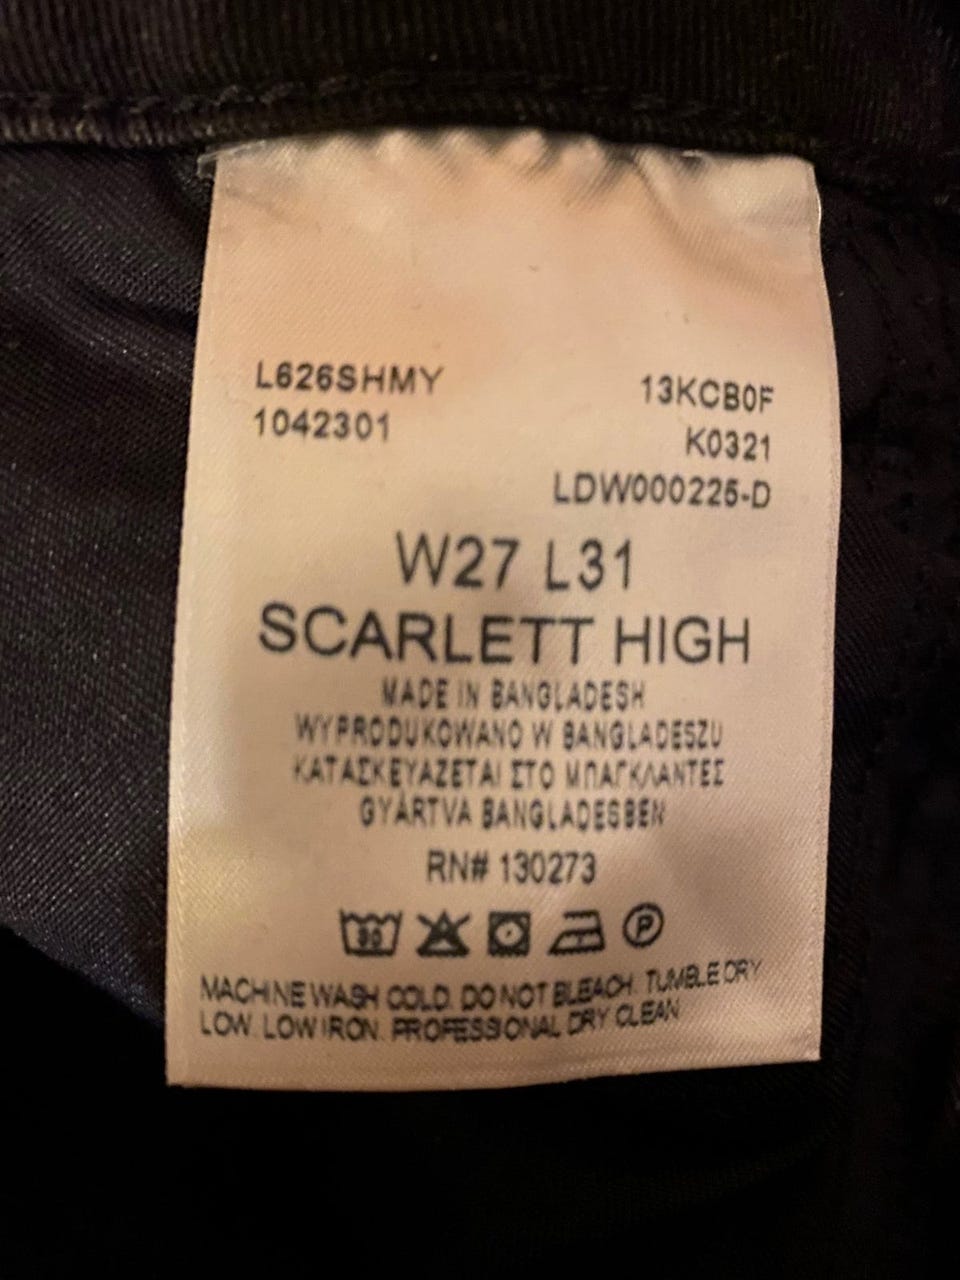 L626SHMY
1042301
13KCB0F
K0321
LDW000225-D
W27 L31
SCARLETT HIGH
MADE IN BANGLADESH
WYPRODUKOWANO W BANGLADESZU
ΚΑΤΑΣΚΕΥΑΖΕΤΑΙ ΣΤΟ ΜΠΑΓΚΛΑΝΤΕΣ
GYÁRTVA BANGLADESBEN
RN# 130273
30 P
MACHINE WASH COLD. DO NOT BLEACH. TUMBLE DRY
LOW. LOW IRON. PROFESSIONAL DRY CLEAN